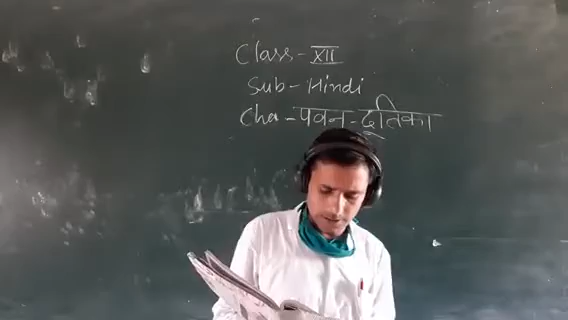 Class - XII
Sub - Hindi
Cha - पवन - दूतिका